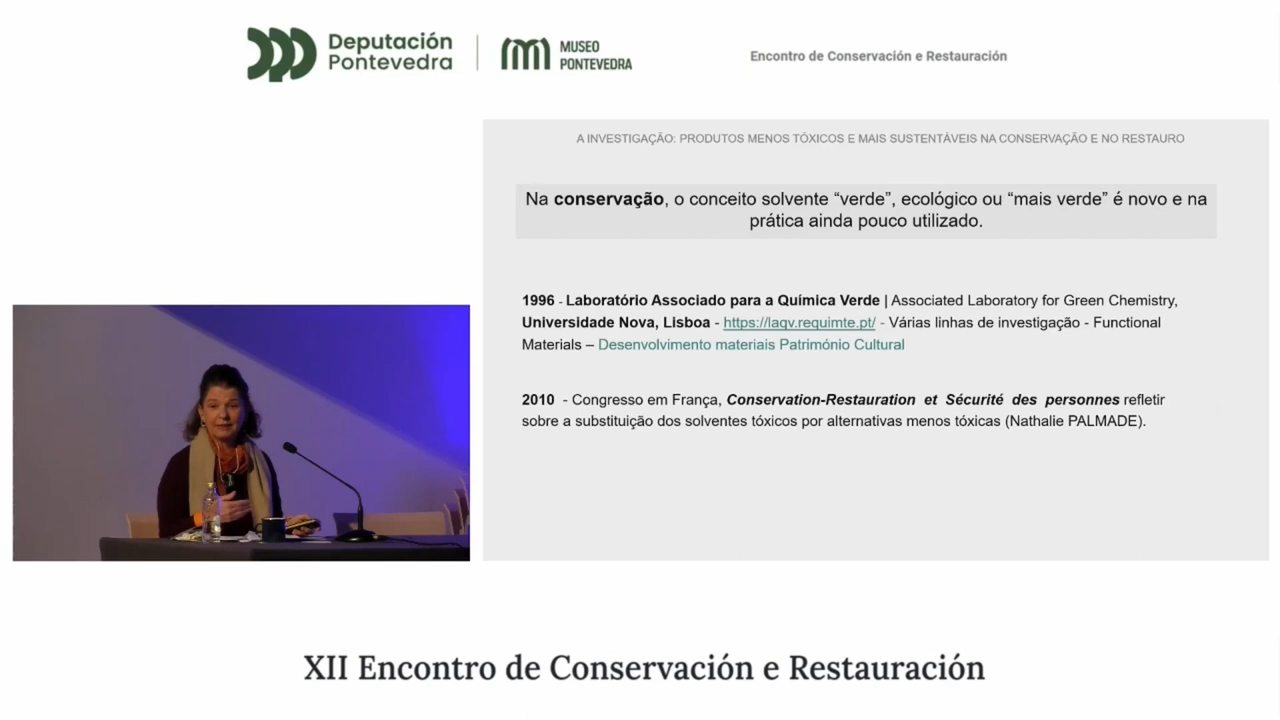 Deputación
Pontevedra
MUSEO
PONTEVEDRA
Encontro de Conservación e Restauración
A INVESTIGAÇÃO: PRODUTOS MENOS TÓXICOS E MAIS SUSTENTÁVEIS NA CONSERVAÇÃO E NO RESTAURO
Na conservação, o conceito solvente “verde”, ecológico ou “mais verde” é novo e na
prática ainda pouco utilizado.
1996 - Laboratório Associado para a Química Verde | Associated Laboratory for Green Chemistry,
Universidade Nova, Lisboa - https://laqv.requimte.pt/ - Várias linhas de investigação - Functional
Materials – Desenvolvimento materiais Património Cultural
2010 - Congresso em França, Conservation-Restauration et Sécurité des personnes refletir
sobre a substituição dos solventes tóxicos por alternativas menos tóxicas (Nathalie PALMADE).
XII Encontro de Conservación e Restauración